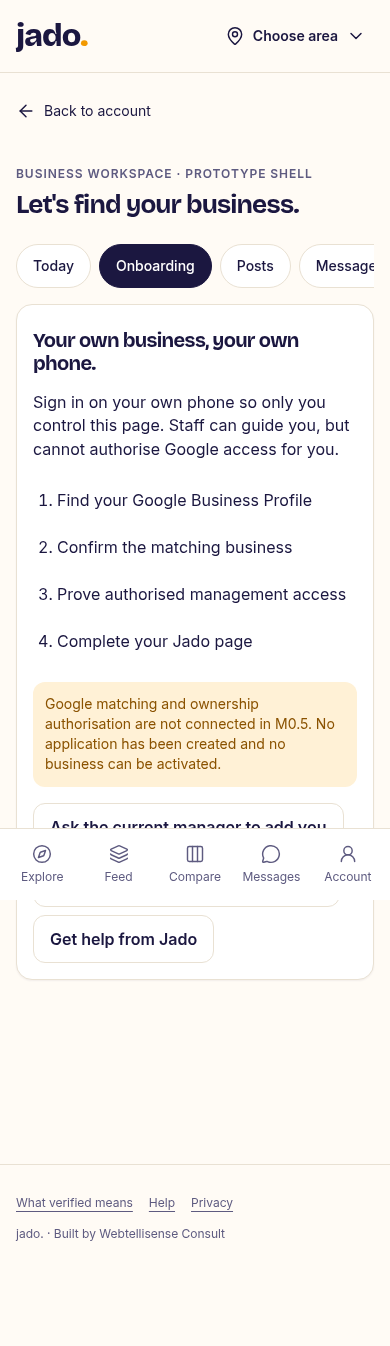 jado.
Choose area
Back to account
BUSINESS WORKSPACE · PROTOTYPE SHELL
Let's find your business.
Today
Onboarding
Posts
Message
Your own business, your own
phone.
Sign in on your own phone so only you
control this page. Staff can guide you, but
cannot authorise Google access for you.
1. Find your Google Business Profile
2. Confirm the matching business
3. Prove authorised management access
4. Complete your Jado page
Google matching and ownership
authorisation are not connected in M0.5. No
application has been created and no
business can be activated.
Ask the current manager to add you
Explore
Feed
Compare
Messages
Account
Get help from Jado
What verified means
Help
Privacy
jado. · Built by Webtellisense Consult